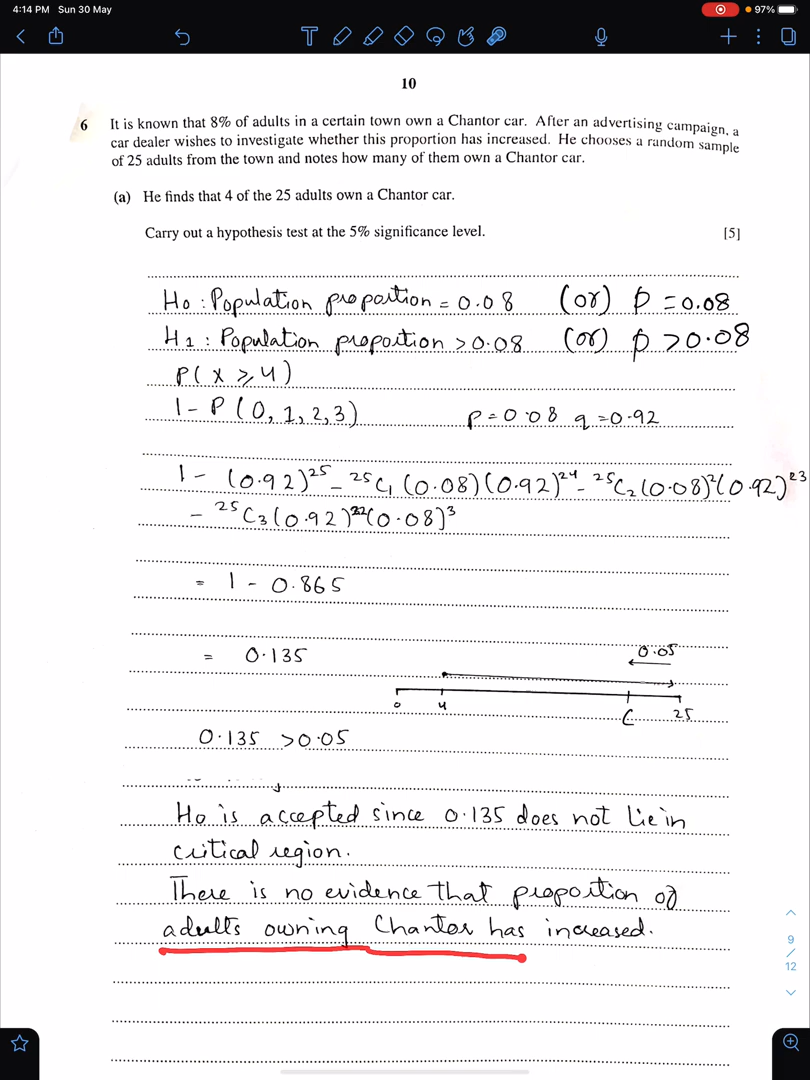 4:14 PM Sun 30 May
97%
10
6 It is known that 8% of adults in a certain town own a Chantor car. After an advertising campaign, a
car dealer wishes to investigate whether this proportion has increased. He chooses a random sample
of 25 adults from the town and notes how many of them own a Chantor car.
(a) He finds that 4 of the 25 adults own a Chantor car.
Carry out a hypothesis test at the 5% significance level. [5]
H₀ : Population proportion = 0.08 (or) p = 0.08
H₁ : Population proportion > 0.08 (or) p > 0.08
P( x ⩾ 4 )
1 - P ( 0, 1, 2, 3 ) p = 0.08 q = 0.92
1 - (0.92)²⁵ - ²⁵C₁ (0.08) (0.92)²⁴ - ²⁵C₂ (0.08)² (0.92)²³
- ²⁵C₃ (0.92)²² (0.08)³
= 1 - 0.865
= 0.135
0.05
0 4 C 25
0.135 > 0.05
H₀ is accepted since 0.135 does not lie in
critical region.
There is no evidence that proportion of
adults owning Chantor has increased.
9
/
12